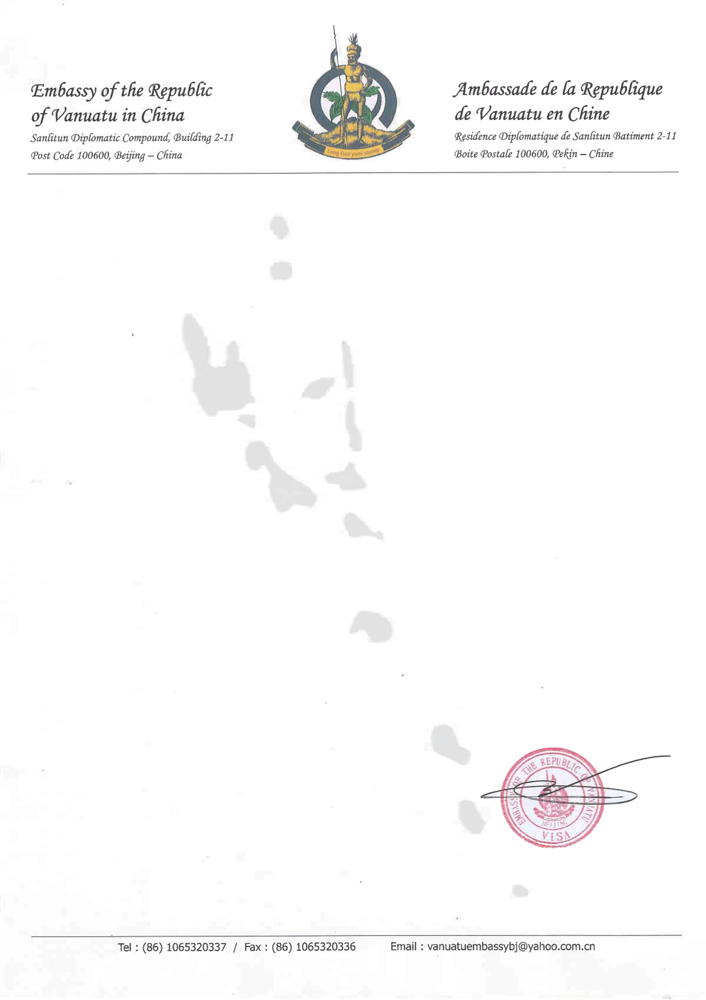 Embassy of the Republic
of Vanuatu in China
Sanlitun Diplomatic Compound, Building 2-11
Post Code 100600, Beijing – China
Long God yumi stanap
Ambassade de la Republique
de Vanuatu en Chine
Residence Diplomatique de Sanlitun Batiment 2-11
Boite Postale 100600, Pekin – Chine
EMBASSY OF THE REPUBLIC OF VANUATU
BEIJING
VISA
Tel : (86) 1065320337 / Fax : (86) 1065320336 Email : vanuatuembassybj@yahoo.com.cn